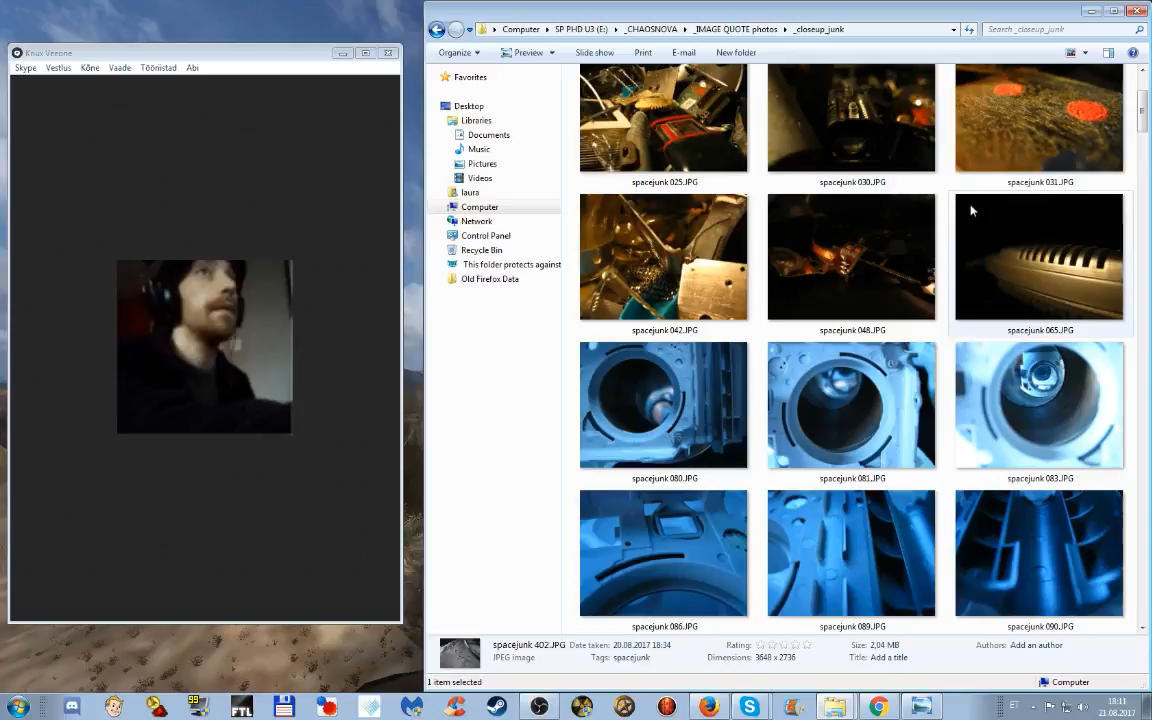 Knux Veeone
Skype Vestlus Kõne Vaade Tööriistad Abi
Computer SP PHD U3 (E:) _CHAOSNOVA _IMAGE QUOTE photos _closeup_junk
Search _closeup_junk
Organize Preview Slide show Print E-mail New folder
Favorites
Desktop
Libraries
Documents
Music
Pictures
Videos
laura
Computer
Network
Control Panel
Recycle Bin
This folder protects against
Old Firefox Data
spacejunk 025.JPG spacejunk 030.JPG spacejunk 031.JPG
spacejunk 042.JPG spacejunk 048.JPG spacejunk 065.JPG
spacejunk 080.JPG spacejunk 081.JPG spacejunk 083.JPG
spacejunk 086.JPG spacejunk 089.JPG spacejunk 090.JPG
spacejunk 402.JPG Date taken: 20.08.2017 18:34 Rating: Size: 2,04 MB Authors: Add an author
JPEG image Tags: spacejunk Dimensions: 3648 x 2736 Title: Add a title
1 item selected Computer
99
FTL
ET
18:11
21.08.2017